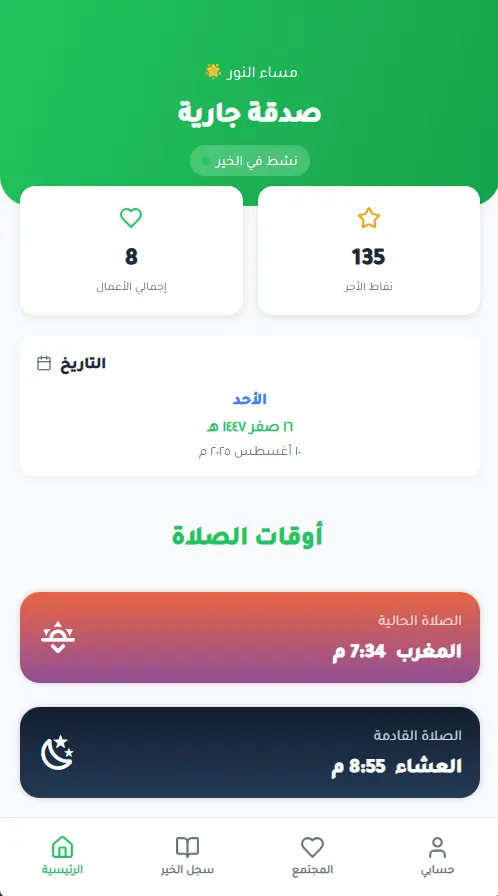 مساء النور
صدقة جارية
نشط في الخير
135
نقاط الأجر
8
إجمالي الأعمال
التاريخ
الأحد
١٦ صفر ١٤٤٧ هـ
١٠ أغسطس ٢٠٢٥ م
أوقات الصلاة
الصلاة الحالية
المغرب 7:34 م
الصلاة القادمة
العشاء 8:55 م
حسابي
المجتمع
سجل الخير
الرئيسية